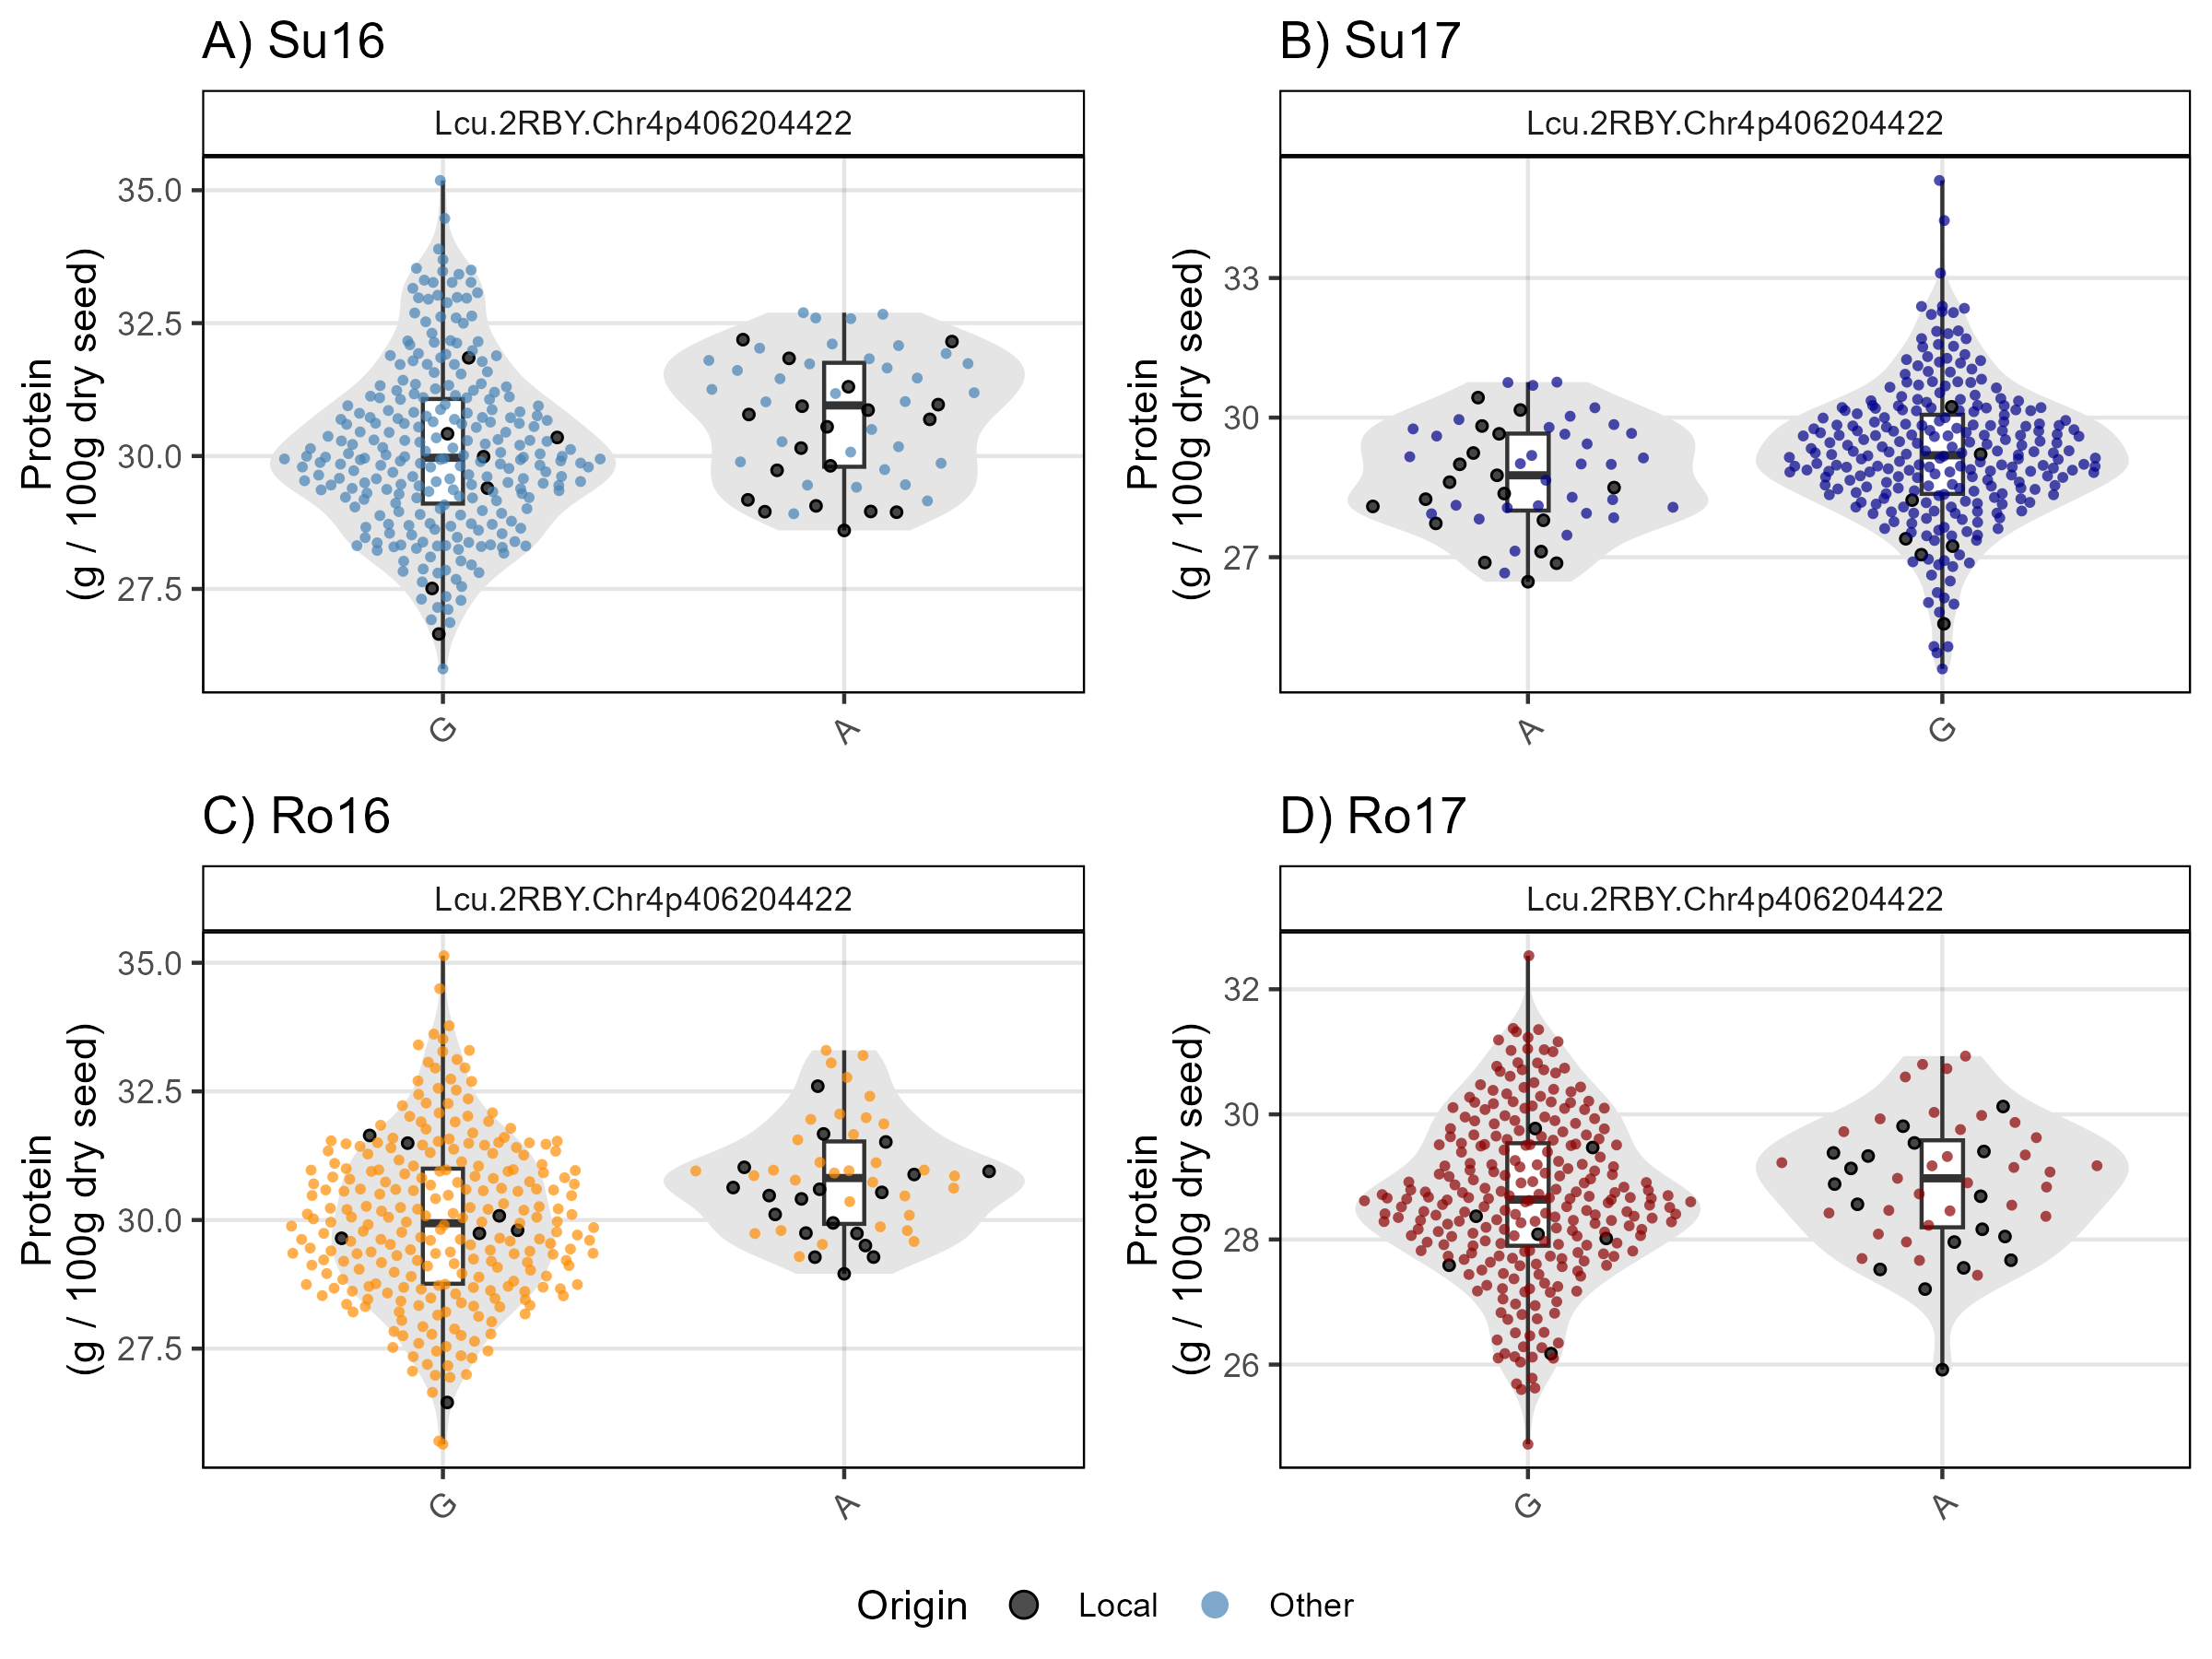 A) Su16
Lcu.2RBY.Chr4p406204422
Protein
(g / 100g dry seed)
35.0
32.5
30.0
27.5
G
A
B) Su17
Lcu.2RBY.Chr4p406204422
Protein
(g / 100g dry seed)
33
30
27
A
G
C) Ro16
Lcu.2RBY.Chr4p406204422
Protein
(g / 100g dry seed)
35.0
32.5
30.0
27.5
G
A
D) Ro17
Lcu.2RBY.Chr4p406204422
Protein
(g / 100g dry seed)
32
30
28
26
G
A
Origin Local Other